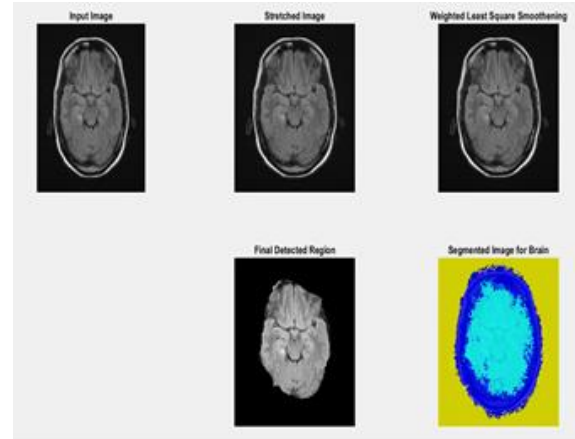 Input Image
Stretched Image
Weighted Least Square Smoothening
Final Detected Region
Segmented Image for Brain